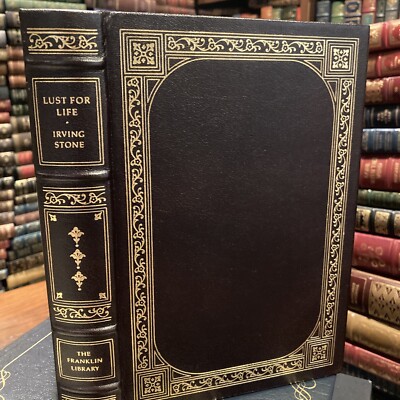 LUST FOR
LIFE
·
IRVING
STONE
THE
FRANKLIN
LIBRARY